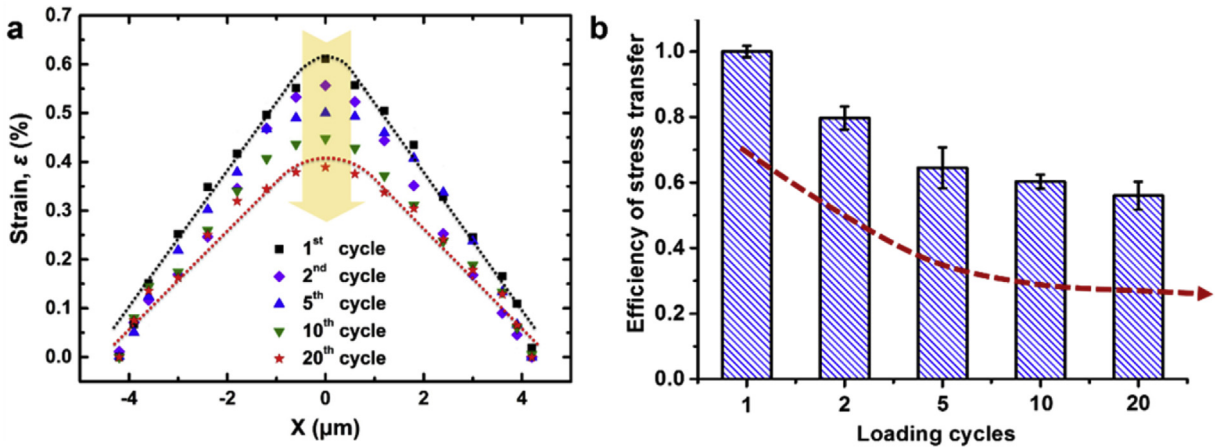 a
0.7
0.6
0.5
0.4
0.3
0.2
0.1
0.0
Strain, ε (%)
1st cycle
2nd cycle
5th cycle
10th cycle
20th cycle
-4 -2 0 2 4
X (μm)
b
1.0
0.8
0.6
0.4
0.2
0.0
Efficiency of stress transfer
1 2 5 10 20
Loading cycles